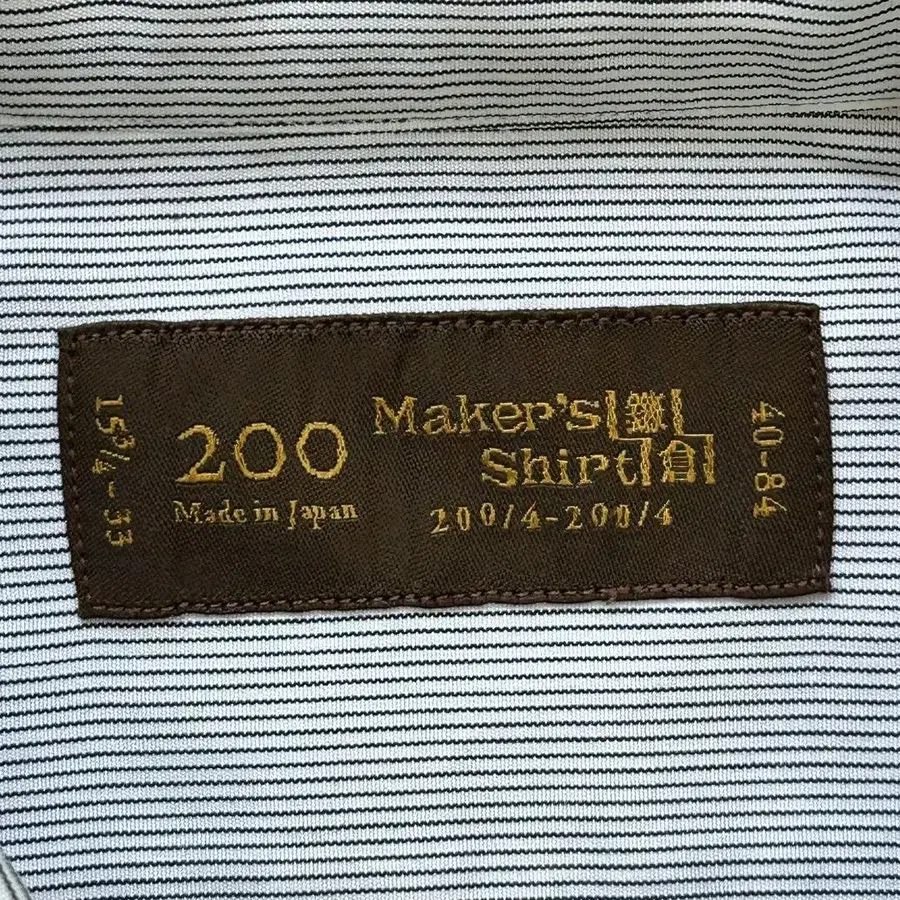 15¾-33
200
Made in Japan
Maker's 鎌
Shirt 倉
200/4-200/4
40-84